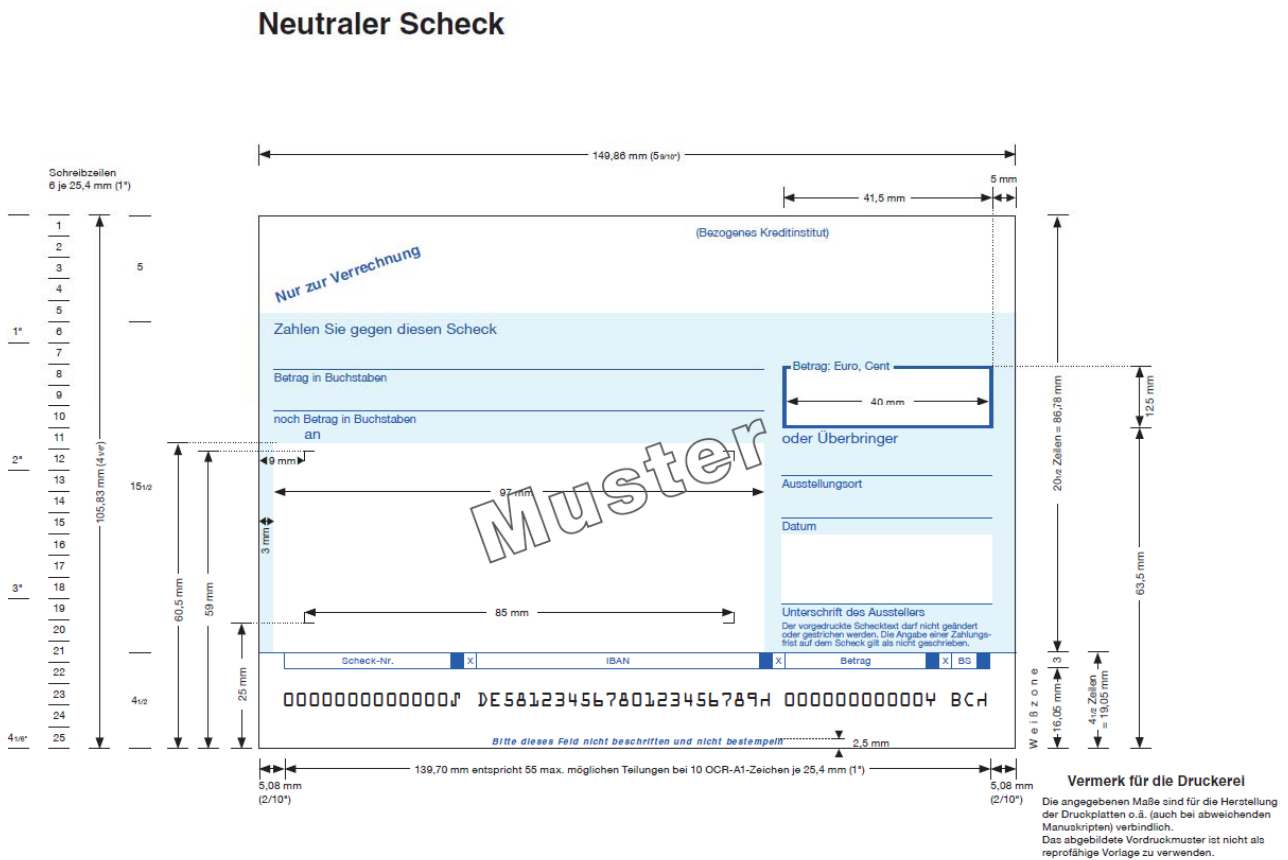 Neutraler Scheck
149,86 mm (5 9/10")
Schreibzeilen
6 je 25,4 mm (1")
5 mm
41,5 mm
(Bezogenes Kreditinstitut)
Nur zur Verrechnung
1
2
3
4
5
6
7
8
9
10
11
12
13
14
15
16
17
18
19
20
21
22
23
24
25
1"
2"
3"
4 1/6"
105,83 mm (4 1/6")
5
15 1/2
4 1/2
Zahlen Sie gegen diesen Scheck
Betrag in Buchstaben
noch Betrag in Buchstaben
an
Betrag: Euro, Cent
40 mm
oder Überbringer
Ausstellungsort
Datum
Unterschrift des Ausstellers
Der vorgedruckte Schecktext darf nicht geändert
oder gestrichen werden. Die Angabe einer Zahlungs-
frist auf dem Scheck gilt als nicht geschrieben.
Muster
9 mm
97 mm
3 mm
85 mm
60,5 mm
59 mm
25 mm
20 1/2 Zeilen = 86,78 mm
12,5 mm
63,5 mm
Scheck-Nr. X IBAN X Betrag X BS
3
16,05 mm
4 1/2 Zeilen
= 19,05 mm
Weißzone
0000000000000⑀ DE58123456780123456789H 00000000000Y BCH
Bitte dieses Feld nicht beschriften und nicht bestempeln
2,5 mm
139,70 mm entspricht 55 max. möglichen Teilungen bei 10 OCR-A1-Zeichen je 25,4 mm (1")
5,08 mm
(2/10")
5,08 mm
(2/10")
Vermerk für die Druckerei
Die angegebenen Maße sind für die Herstellung
der Druckplatten o.ä. (auch bei abweichenden
Manuskripten) verbindlich.
Das abgebildete Vordruckmuster ist nicht als
reprofähige Vorlage zu verwenden.